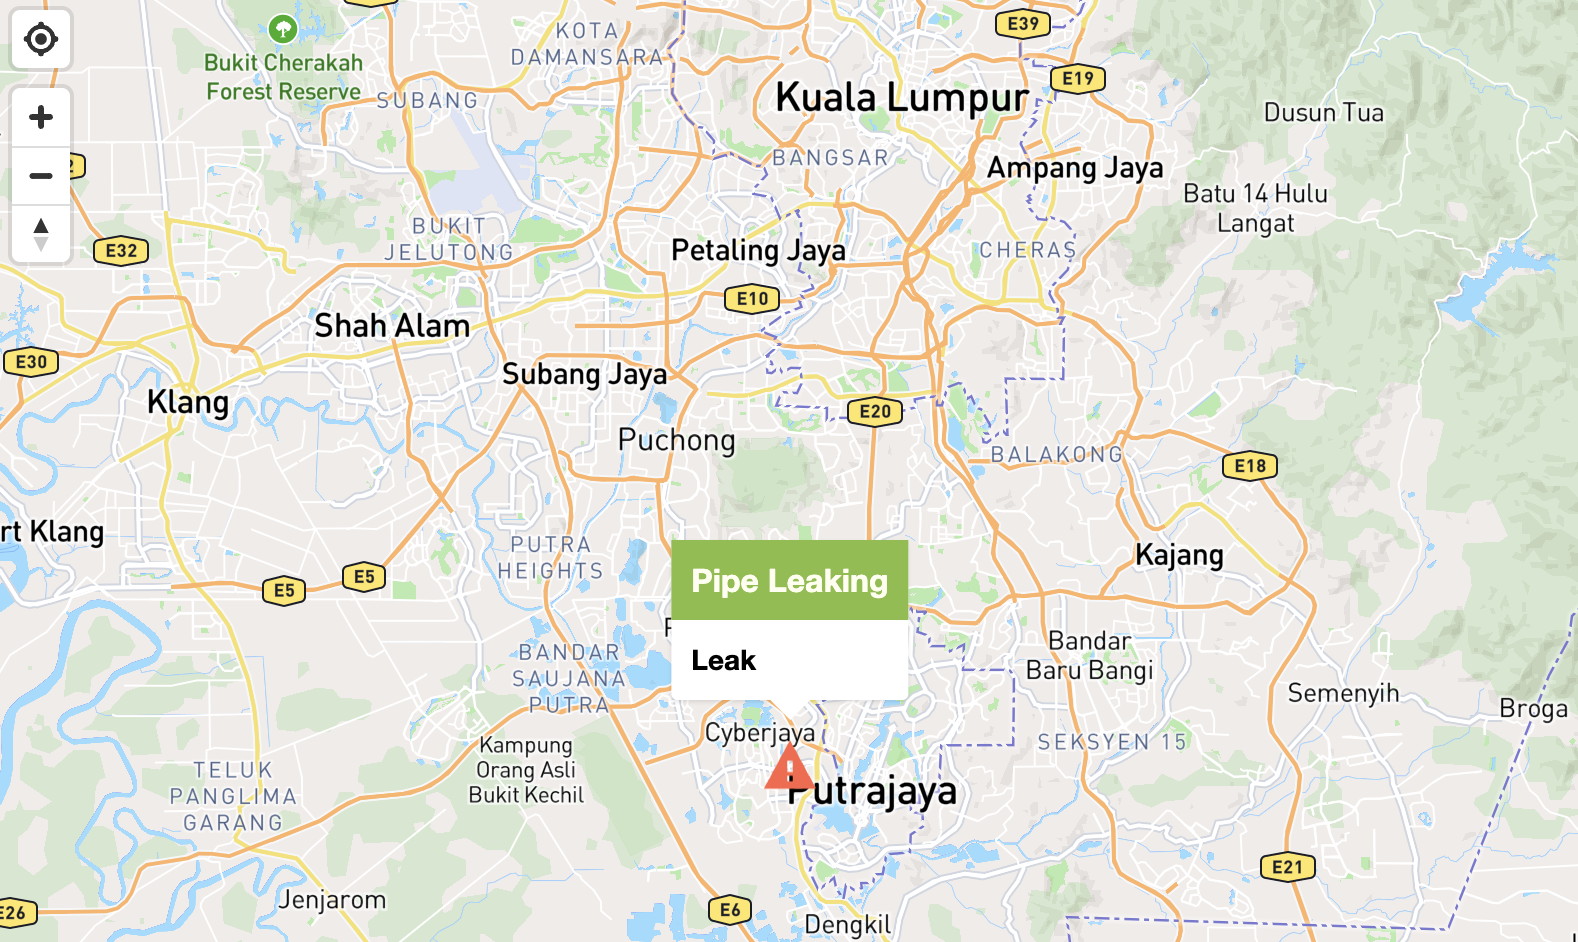 E39
KOTA
DAMANSARA
Bukit Cherakah
Forest Reserve
SUBANG
Kuala Lumpur
E19
Dusun Tua
BANGSAR
Ampang Jaya
Batu 14 Hulu
Langat
E32
BUKIT
JELUTONG
Petaling Jaya
CHERAS
E10
Shah Alam
E30
Subang Jaya
Klang
E20
Puchong
BALAKONG
E18
rt Klang
PUTRA
HEIGHTS
Kajang
E5
E5
Pipe Leaking
Leak
BANDAR
SAUJANA
PUTRA
Bandar
Baru Bangi
Semenyih
Broga
Cyberjaya
SEKSYEN 15
Kampung
Orang Asli
Bukit Kechil
TELUK
PANGLIMA
GARANG
Putrajaya
E21
Jenjarom
E26
E6
Dengkil